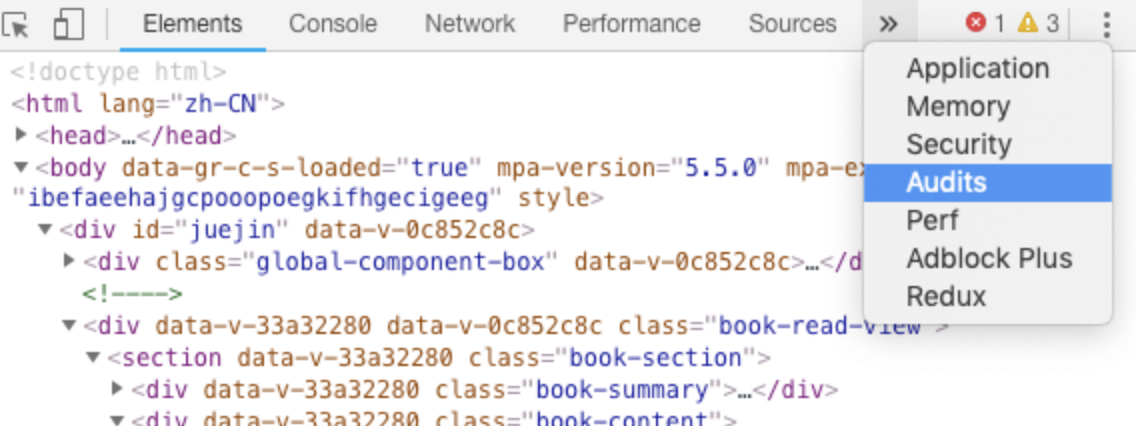 Elements Console Network Performance Sources » 1 3
Application
Memory
Security
Audits
Perf
Adblock Plus
Redux
<!doctype html>
<html lang="zh-CN">
<head>…</head>
<body data-gr-c-s-loaded="true" mpa-version="5.5.0" mpa-ex
"ibefaeehajgcpooopoegkifhgecigeeg" style>
<div id="juejin" data-v-0c852c8c>
<div class="global-component-box" data-v-0c852c8c>…</d
<!---->
<div data-v-33a32280 data-v-0c852c8c class="book-read-view">
<section data-v-33a32280 class="book-section">
<div data-v-33a32280 class="book-summary">…</div>
<div data-v-33a32280 class="book-content">